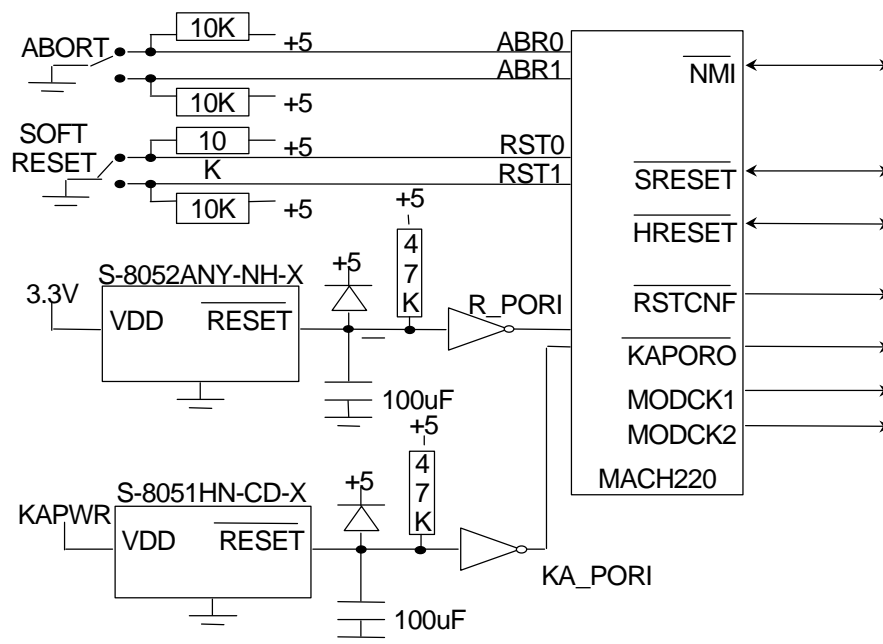 10K
+5
ABORT
ABR0
ABR1
NMI
10K
+5
SOFT
RESET
10
K
+5
RST0
RST1
SRESET
10K
+5
+5
4
7
K
HRESET
S-8052ANY-NH-X
+5
3.3V
VDD
RESET
R_PORI
RSTCNF
KAPORO
100uF
MODCK1
+5
MODCK2
4
7
K
MACH220
S-8051HN-CD-X
+5
KAPWR
VDD
RESET
KA_PORI
100uF